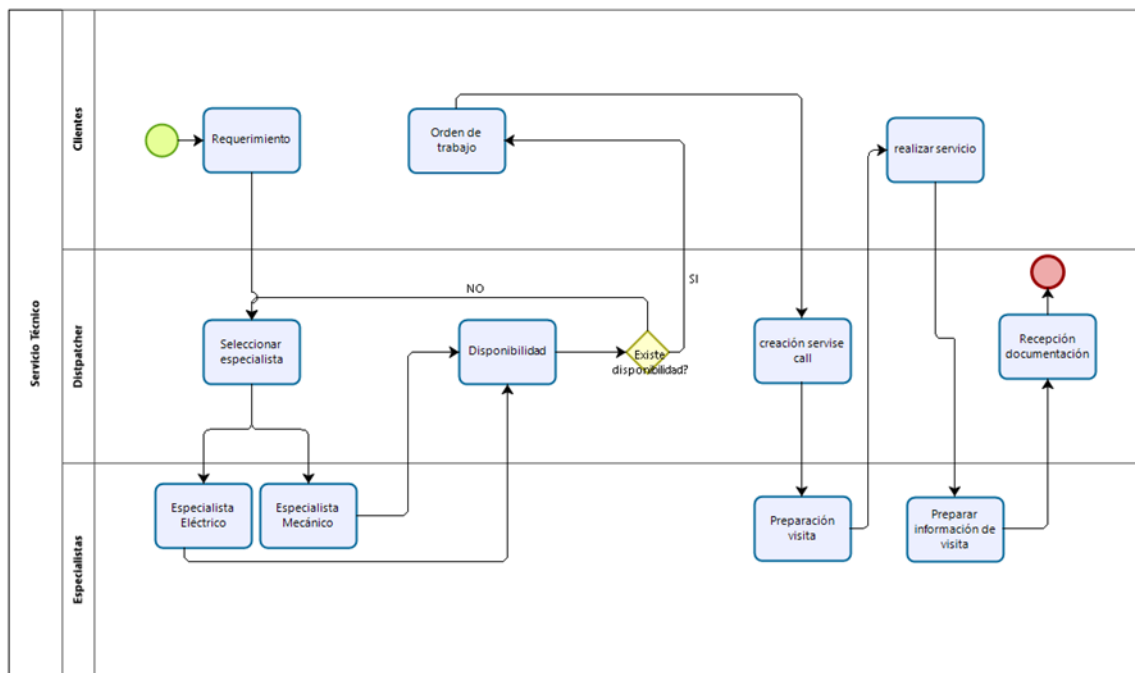 Servicio Técnico
Clientes
Requerimiento
Orden de
trabajo
realizar servicio
Distpatcher
NO
SI
Seleccionar
especialista
Disponibilidad
Existe
disponibilidad?
creación servise
call
Recepción
documentación
Especialistas
Especialista
Eléctrico
Especialista
Mecánico
Preparación
visita
Preparar
información de
visita